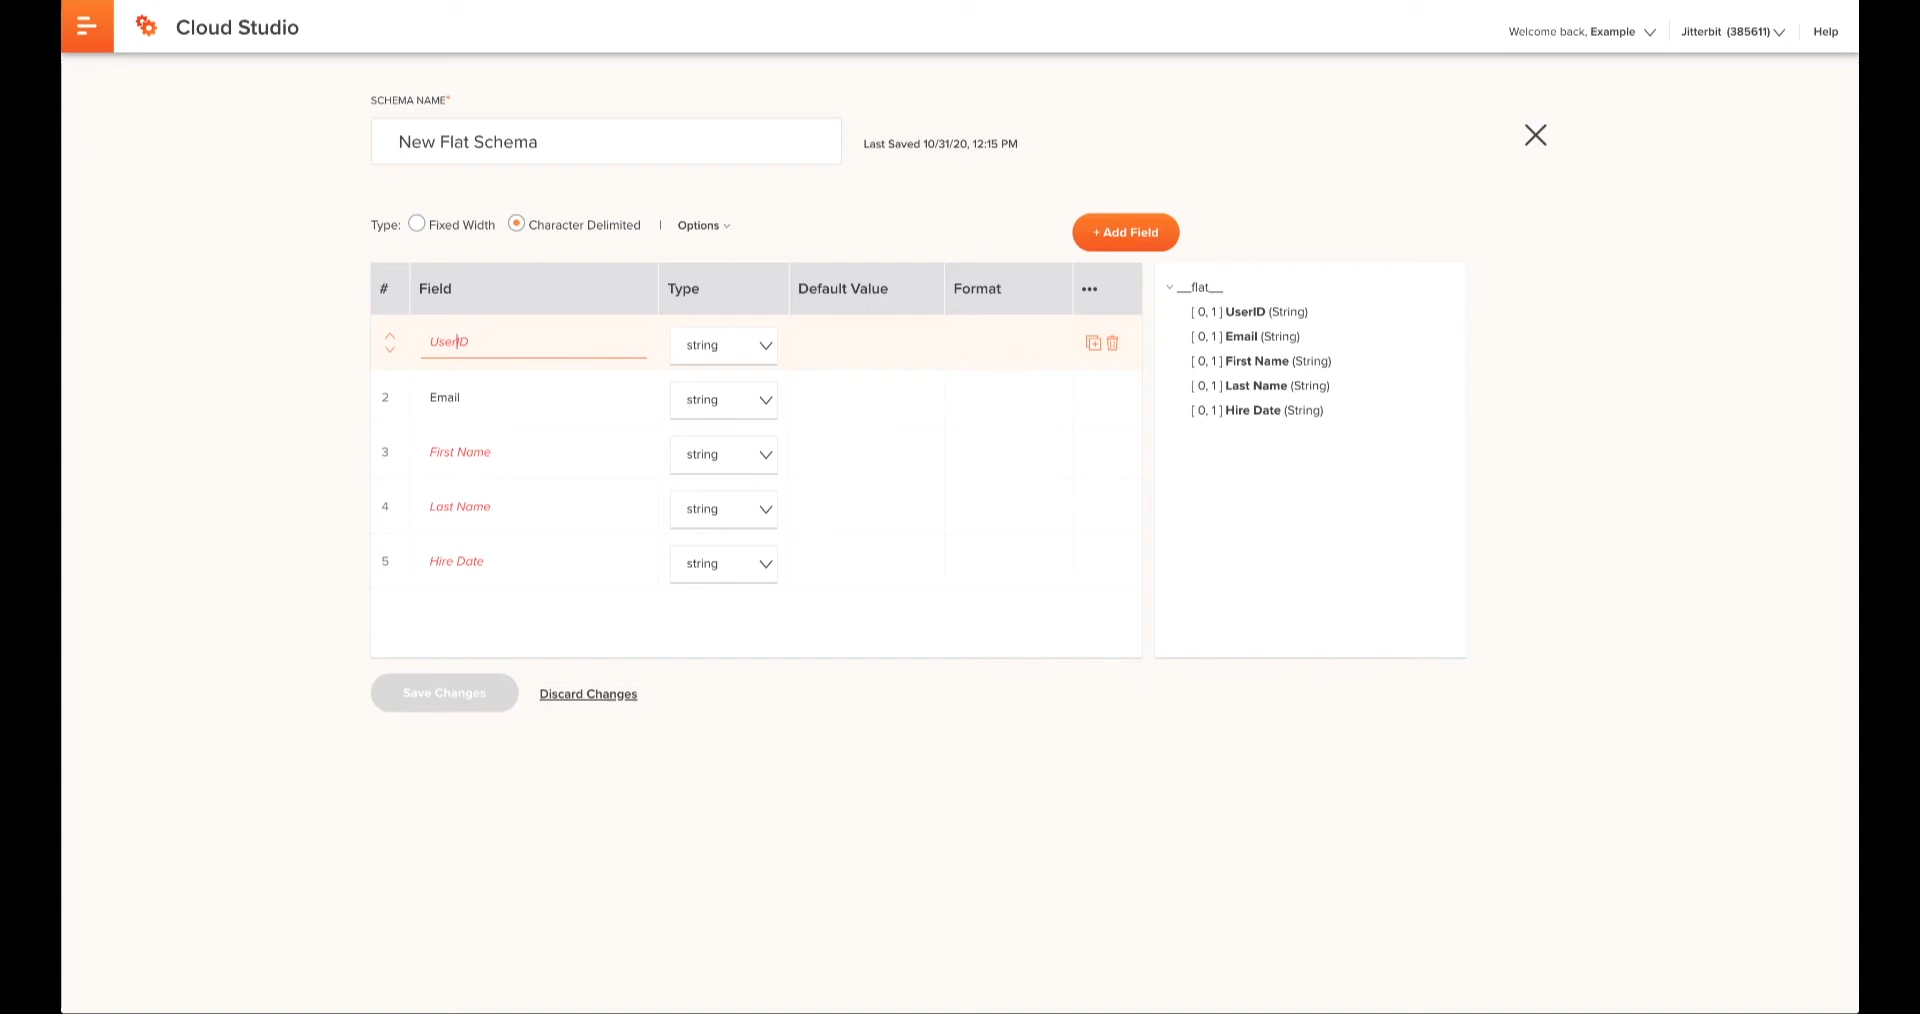 Cloud Studio
Welcome back, Example
Jitterbit (385611)
Help
SCHEMA NAME*
New Flat Schema
Last Saved 10/31/20, 12:15 PM
Type: Fixed Width Character Delimited | Options
+ Add Field
# Field Type Default Value Format •••
UserID string
2 Email string
3 First Name string
4 Last Name string
5 Hire Date string
__flat__
[ 0, 1 ] UserID (String)
[ 0, 1 ] Email (String)
[ 0, 1 ] First Name (String)
[ 0, 1 ] Last Name (String)
[ 0, 1 ] Hire Date (String)
Save Changes
Discard Changes